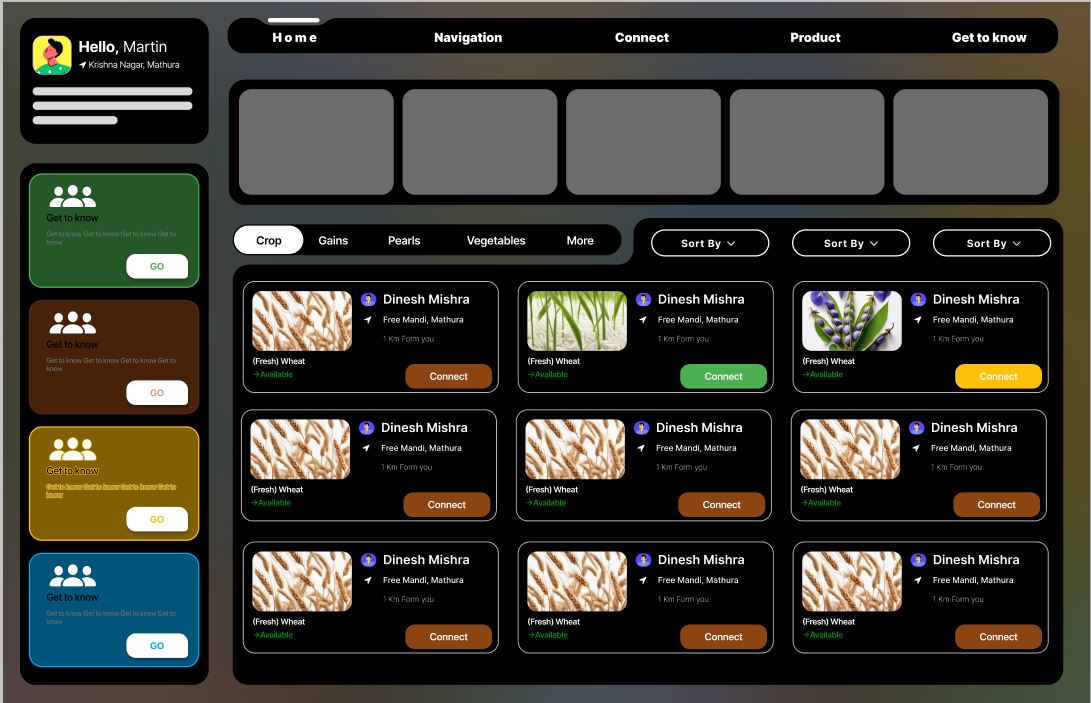 Hello, Martin
Krishna Nagar, Mathura
Home
Navigation
Connect
Product
Get to know
Get to know
Get to know Get to know Get to know Get to
know
GO
Get to know
Get to know Get to know Get to know Get to
know
GO
Get to know
Get to know Get to know Get to know Get to
know
GO
Get to know
Get to know Get to know Get to know Get to
know
GO
Crop
Gains
Pearls
Vegetables
More
Sort By
Sort By
Sort By
Dinesh Mishra
Free Mandi, Mathura
1 Km Form you
(Fresh) Wheat
->Available
Connect
Dinesh Mishra
Free Mandi, Mathura
1 Km Form you
(Fresh) Wheat
->Available
Connect
Dinesh Mishra
Free Mandi, Mathura
1 Km Form you
(Fresh) Wheat
->Available
Connect
Dinesh Mishra
Free Mandi, Mathura
1 Km Form you
(Fresh) Wheat
->Available
Connect
Dinesh Mishra
Free Mandi, Mathura
1 Km Form you
(Fresh) Wheat
->Available
Connect
Dinesh Mishra
Free Mandi, Mathura
1 Km Form you
(Fresh) Wheat
->Available
Connect
Dinesh Mishra
Free Mandi, Mathura
1 Km Form you
(Fresh) Wheat
->Available
Connect
Dinesh Mishra
Free Mandi, Mathura
1 Km Form you
(Fresh) Wheat
->Available
Connect
Dinesh Mishra
Free Mandi, Mathura
1 Km Form you
(Fresh) Wheat
->Available
Connect